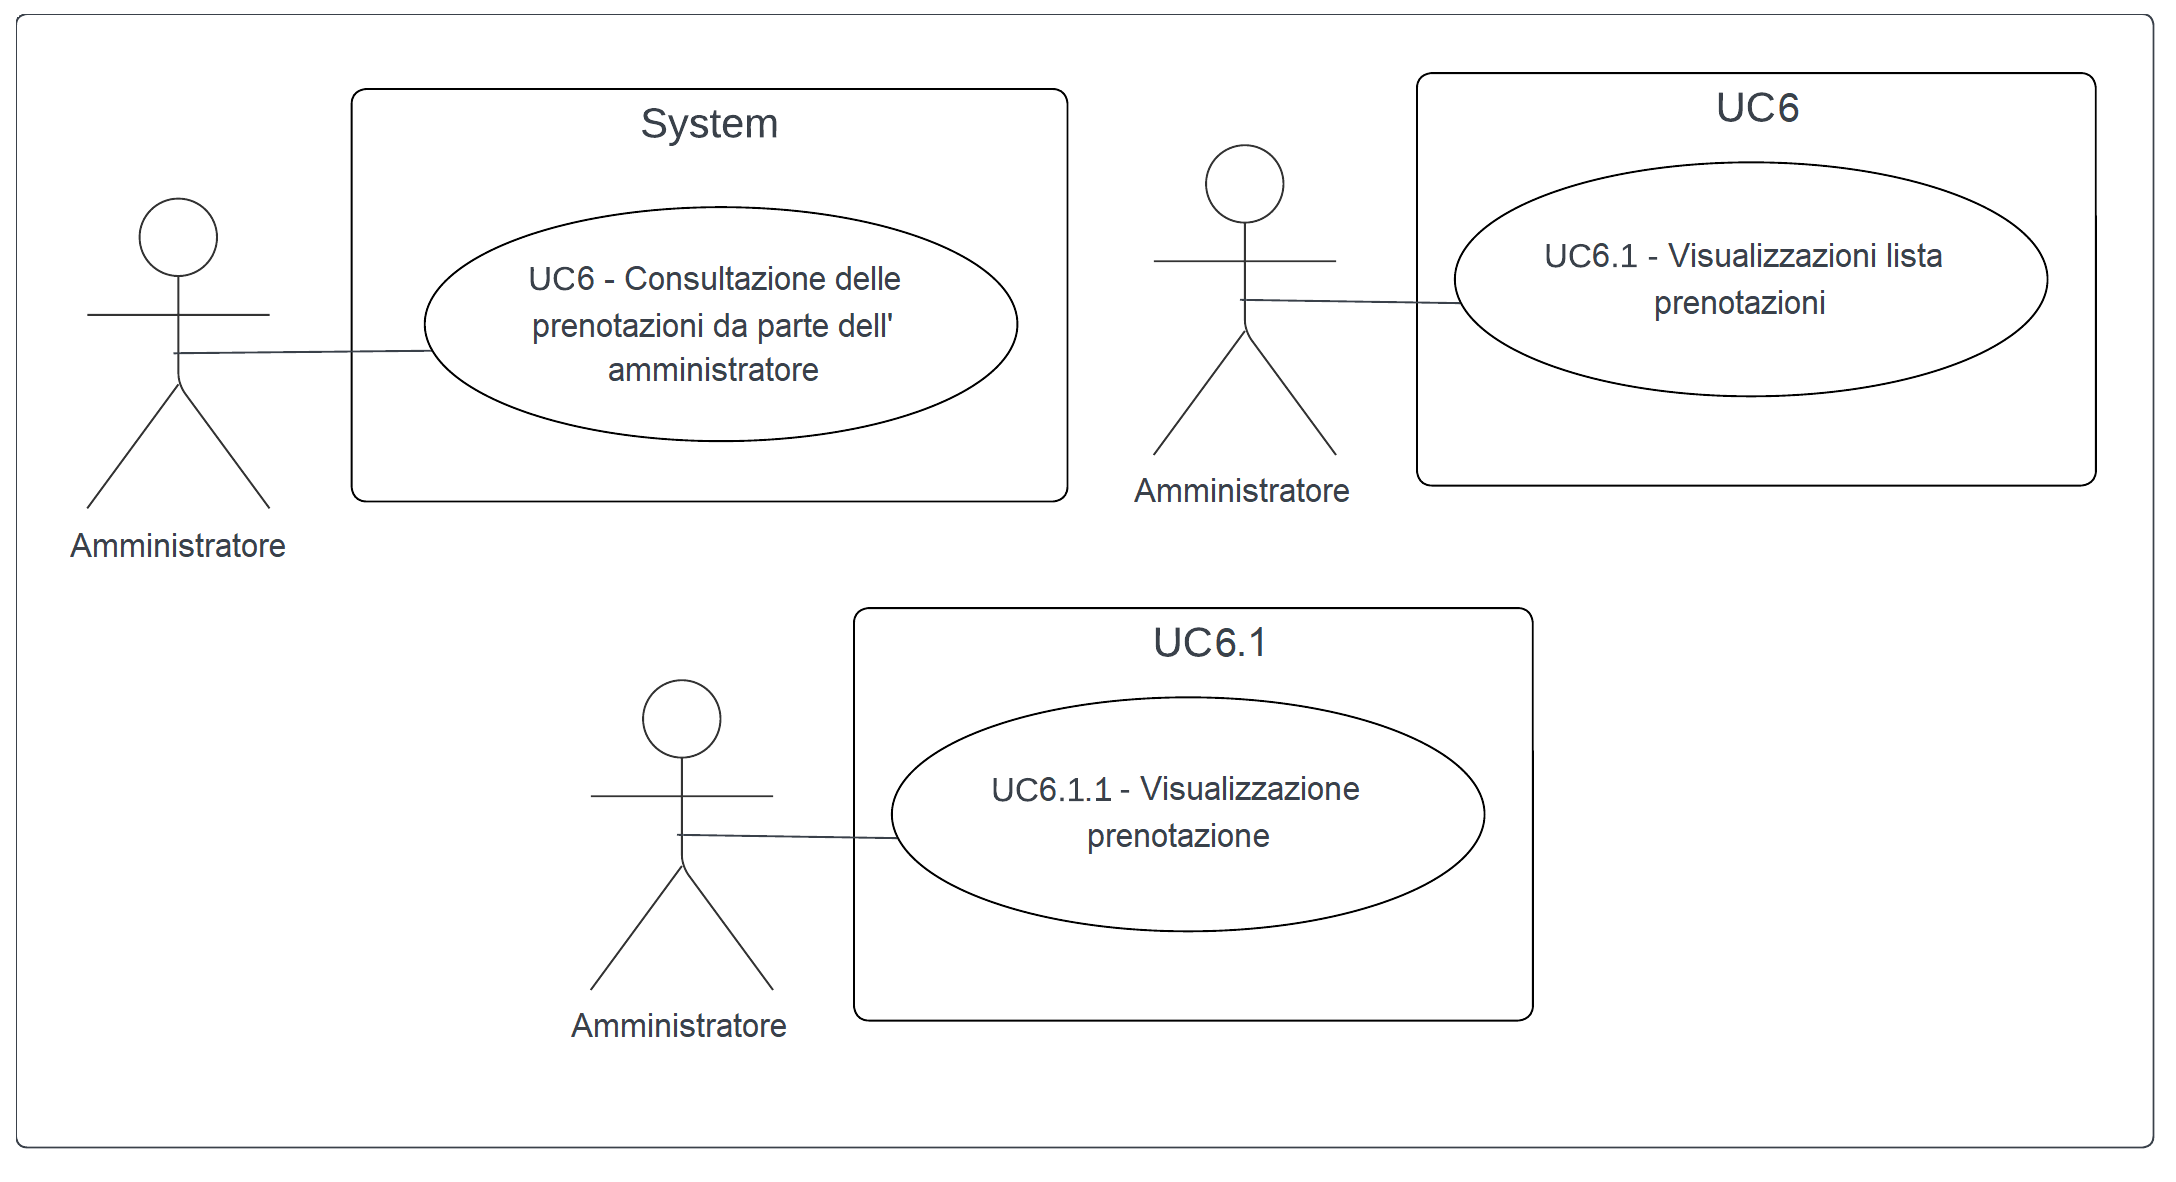 System
UC6 - Consultazione delle
prenotazioni da parte dell'
amministratore
Amministratore
UC6
UC6.1 - Visualizzazioni lista
prenotazioni
Amministratore
UC6.1
UC6.1.1 - Visualizzazione
prenotazione
Amministratore